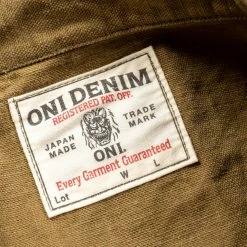 ONI DENIM
REGISTERED PAT. OFF.
JAPAN TRADE
MADE MARK
ONI.
Every Garment Guaranteed
Lot W L